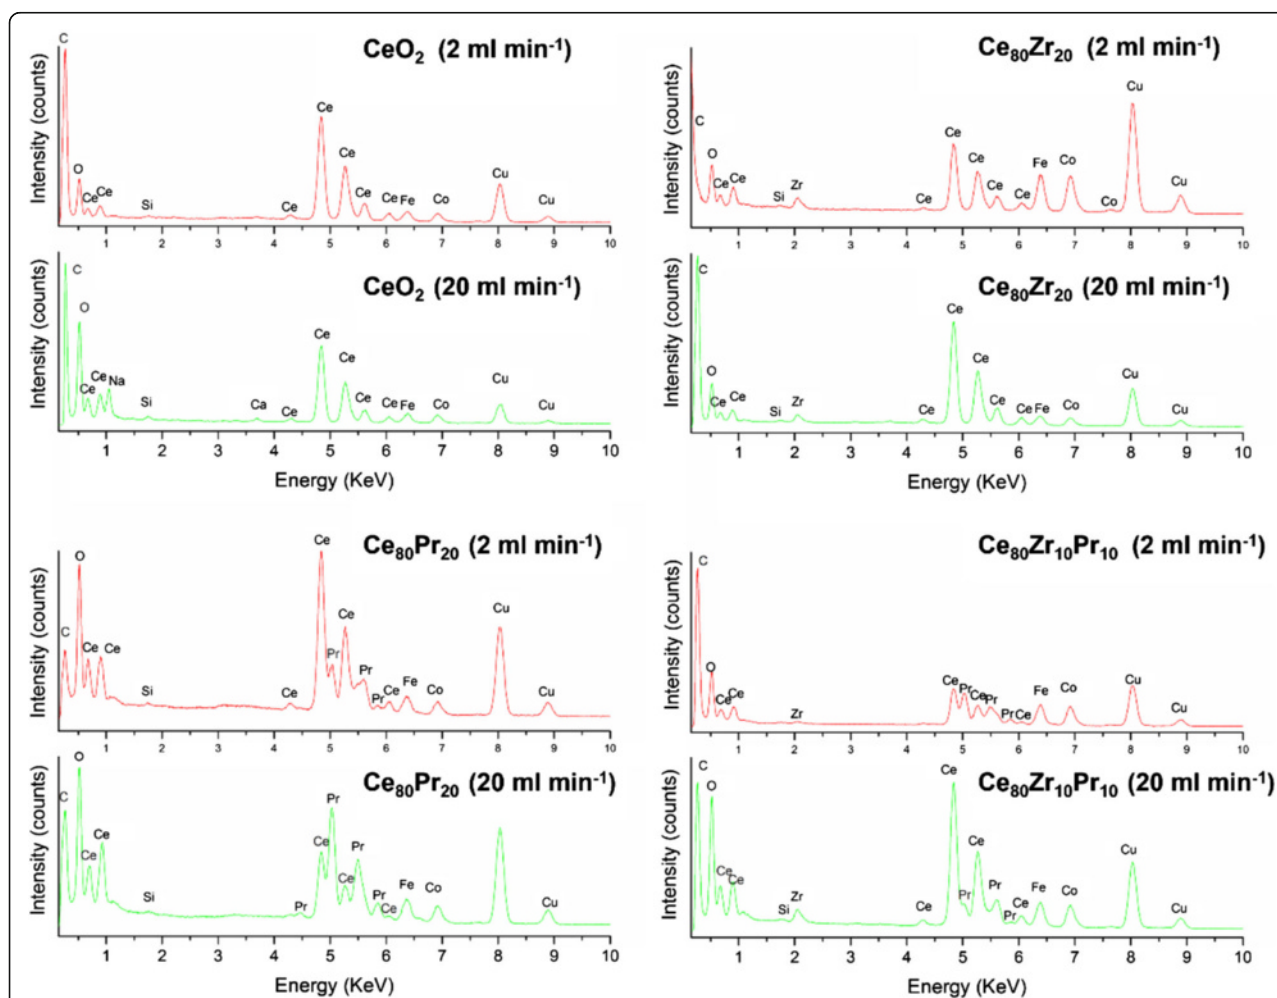 CeO2 (2 ml min-1)
Intensity (counts)
C
O
Ce
Ce
Si
Ce
Ce
Ce
Ce
Ce
Fe
Co
Cu
Cu
1 2 3 4 5 6 7 8 9 10
Ce80Zr20 (2 ml min-1)
Intensity (counts)
C
O
Ce
Ce
Si
Zr
Ce
Ce
Ce
Ce
Ce
Fe
Co
Co
Cu
Cu
1 2 3 4 5 6 7 8 9 10
CeO2 (20 ml min-1)
Intensity (counts)
C
O
Ce
Ce
Na
Si
Ca
Ce
Ce
Ce
Ce
Ce
Fe
Co
Cu
Cu
1 2 3 4 5 6 7 8 9 10
Energy (KeV)
Ce80Zr20 (20 ml min-1)
Intensity (counts)
C
O
Ce
Ce
Si
Zr
Ce
Ce
Ce
Ce
Ce
Fe
Co
Cu
Cu
1 2 3 4 5 6 7 8 9 10
Energy (KeV)
Ce80Pr20 (2 ml min-1)
Intensity (counts)
C
O
Ce
Ce
Si
Ce
Ce
Pr
Ce
Pr
Pr
Ce
Fe
Co
Cu
Cu
1 2 3 4 5 6 7 8 9 10
Ce80Zr10Pr10 (2 ml min-1)
Intensity (counts)
C
O
Ce
Ce
Zr
Ce
Pr
Ce
Pr
Pr
Ce
Fe
Co
Cu
Cu
1 2 3 4 5 6 7 8 9 10
Ce80Pr20 (20 ml min-1)
Intensity (counts)
C
O
Ce
Ce
Si
Pr
Ce
Pr
Ce
Pr
Pr
Ce
Fe
Co
Cu
1 2 3 4 5 6 7 8 9 10
Energy (KeV)
Ce80Zr10Pr10 (20 ml min-1)
Intensity (counts)
C
O
Ce
Ce
Si
Zr
Ce
Ce
Pr
Ce
Pr
Pr
Ce
Fe
Co
Cu
Cu
1 2 3 4 5 6 7 8 9 10
Energy (KeV)